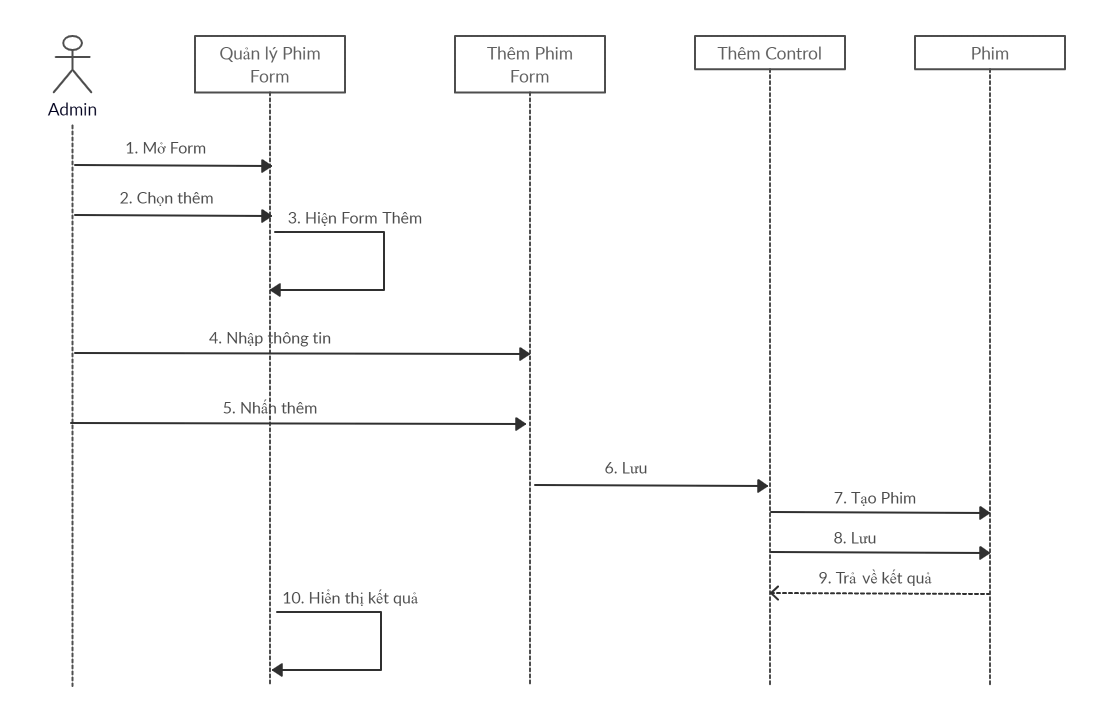 Quản lý Phim
Form
Thêm Phim
Form
Thêm Control
Phim
Admin
1. Mở Form
2. Chọn thêm
3. Hiện Form Thêm
4. Nhập thông tin
5. Nhấn thêm
6. Lưu
7. Tạo Phim
8. Lưu
9. Trả về kết quả
10. Hiển thị kết quả